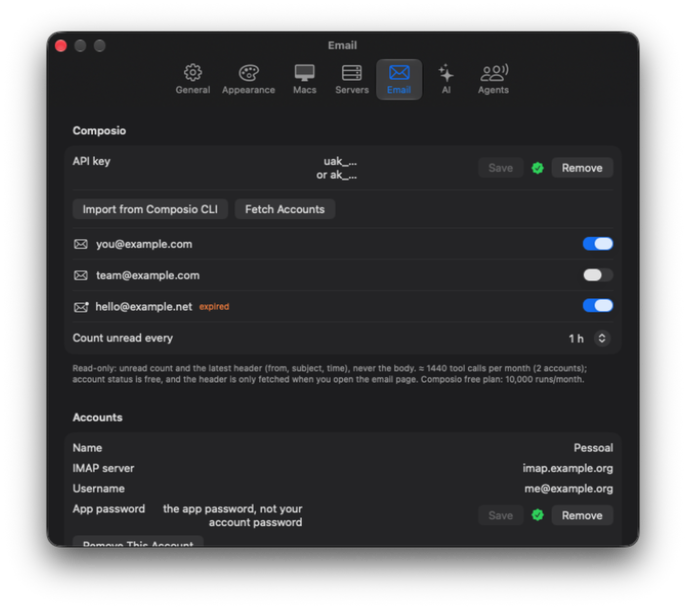 Email
General
Appearance
Macs
Servers
Email
AI
Agents
Composio
API key
uak_...
or ak_...
Save
Remove
Import from Composio CLI
Fetch Accounts
you@example.com
team@example.com
hello@example.net expired
Count unread every
1 h
Read-only: unread count and the latest header (from, subject, time), never the body. ≈ 1440 tool calls per month (2 accounts);
account status is free, and the header is only fetched when you open the email page. Composio free plan: 10,000 runs/month.
Accounts
Name
Pessoal
IMAP server
imap.example.org
Username
me@example.org
App password
the app password, not your
account password
Save
Remove
Remove This Account